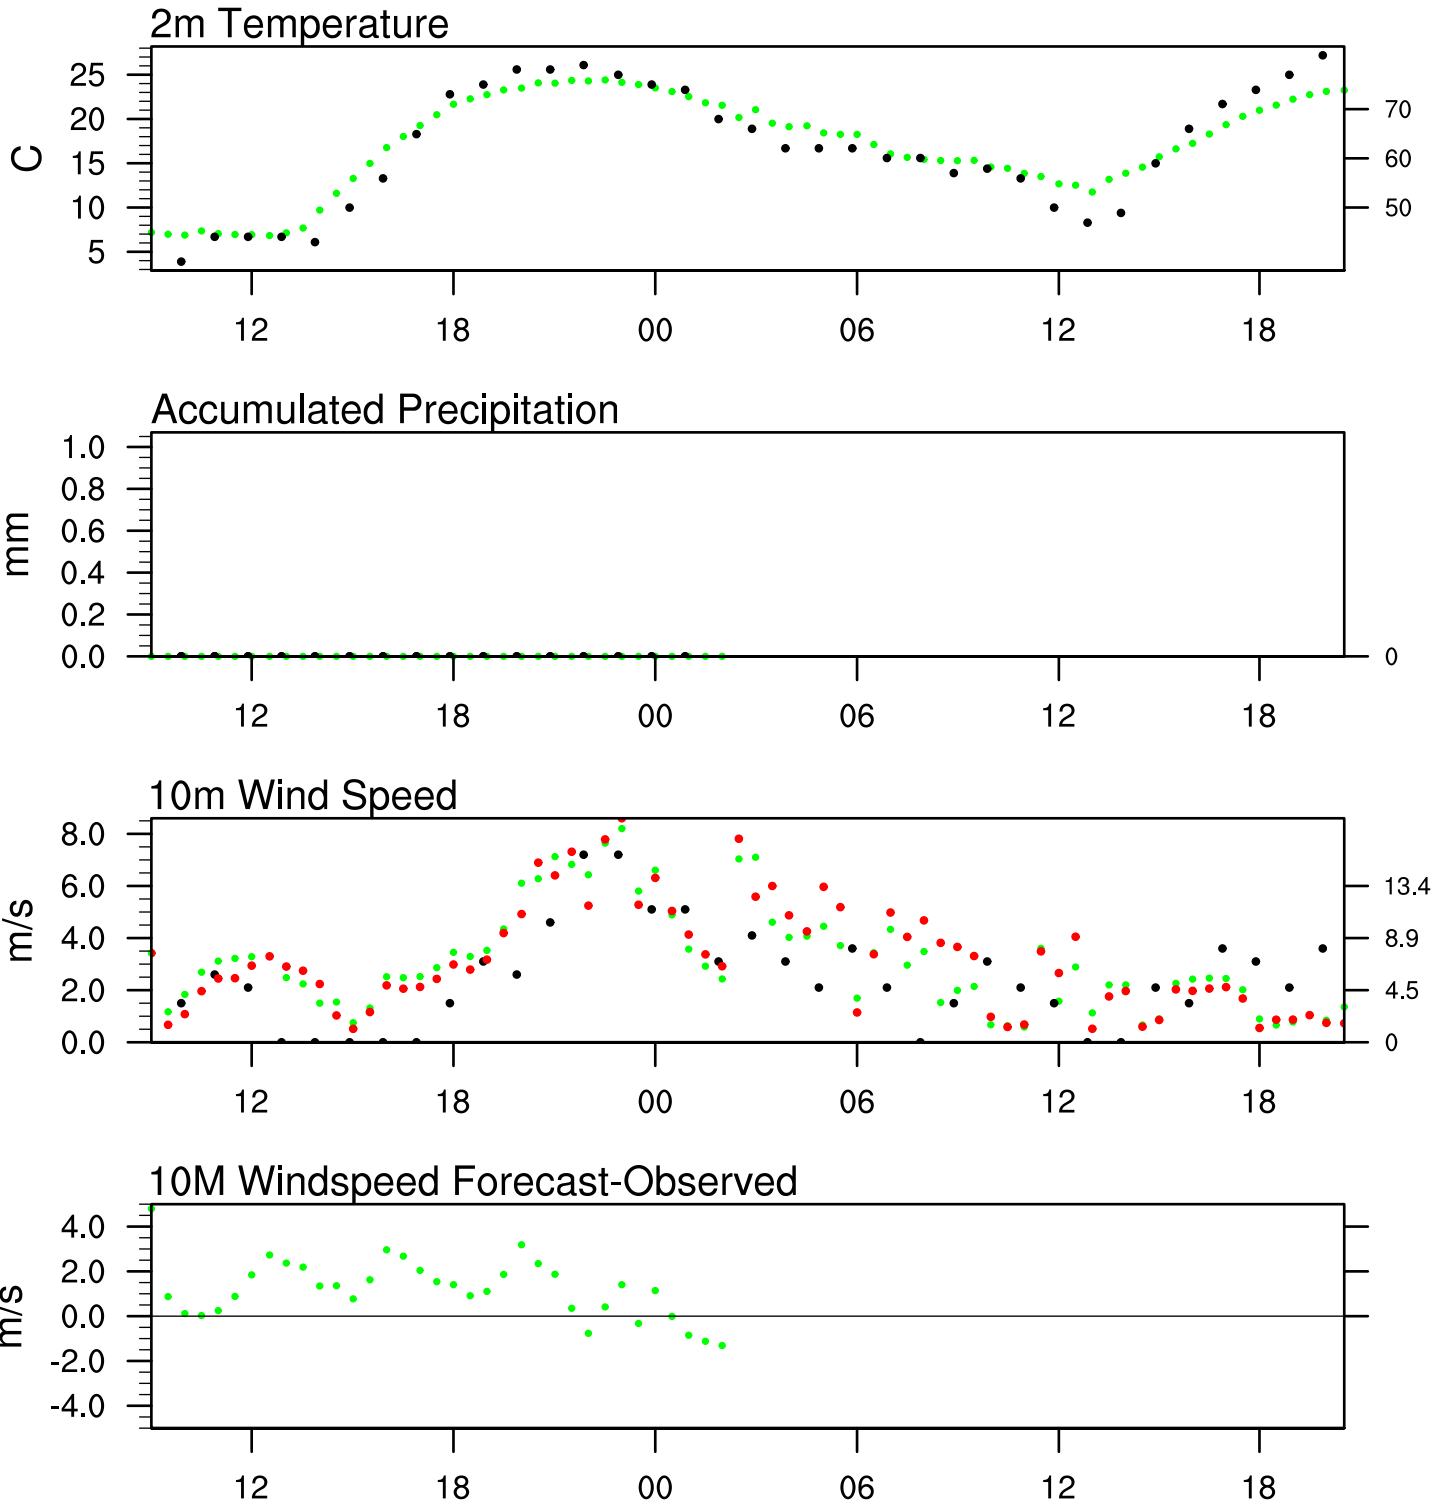 2m Temperature
C
25
20
15
10
5
70
60
50
12 18 00 06 12 18
Accumulated Precipitation
mm
1.0
0.8
0.6
0.4
0.2
0.0
0
12 18 00 06 12 18
10m Wind Speed
m/s
8.0
6.0
4.0
2.0
0.0
13.4
8.9
4.5
0
12 18 00 06 12 18
10M Windspeed Forecast-Observed
m/s
4.0
2.0
0.0
-2.0
-4.0
12 18 00 06 12 18